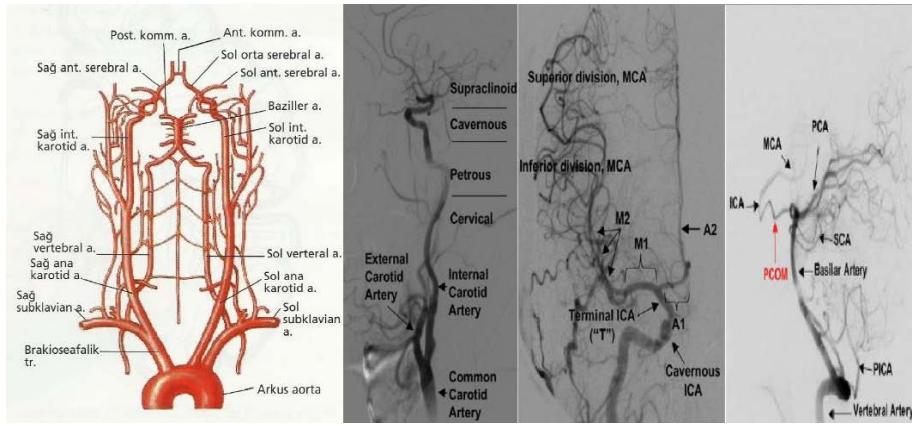 Post. komm. a.
Ant. komm. a.
Sol orta serebral a.
Sağ ant. serebral a.
Sol ant. serebral a.
Baziller a.
Sağ int.
karotid a.
Sol int.
karotid a.
Sağ
vertebral a.
Sol verteral a.
Sağ ana
karotid a.
Sol ana
karotid a.
Sağ
subklavian a.
Sol
subklavian
a.
Brakioseafalik
tr.
Arkus aorta
Supraclinoid
Cavernous
Petrous
Cervical
External
Carotid
Artery
Internal
Carotid
Artery
Common
Carotid
Artery
Superior division, MCA
Inferior division, MCA
M2
M1
A2
Terminal ICA
("T")
A1
Cavernous
ICA
MCA
PCA
ICA
PCOM
SCA
Basilar Artery
PICA
Vertebral Artery